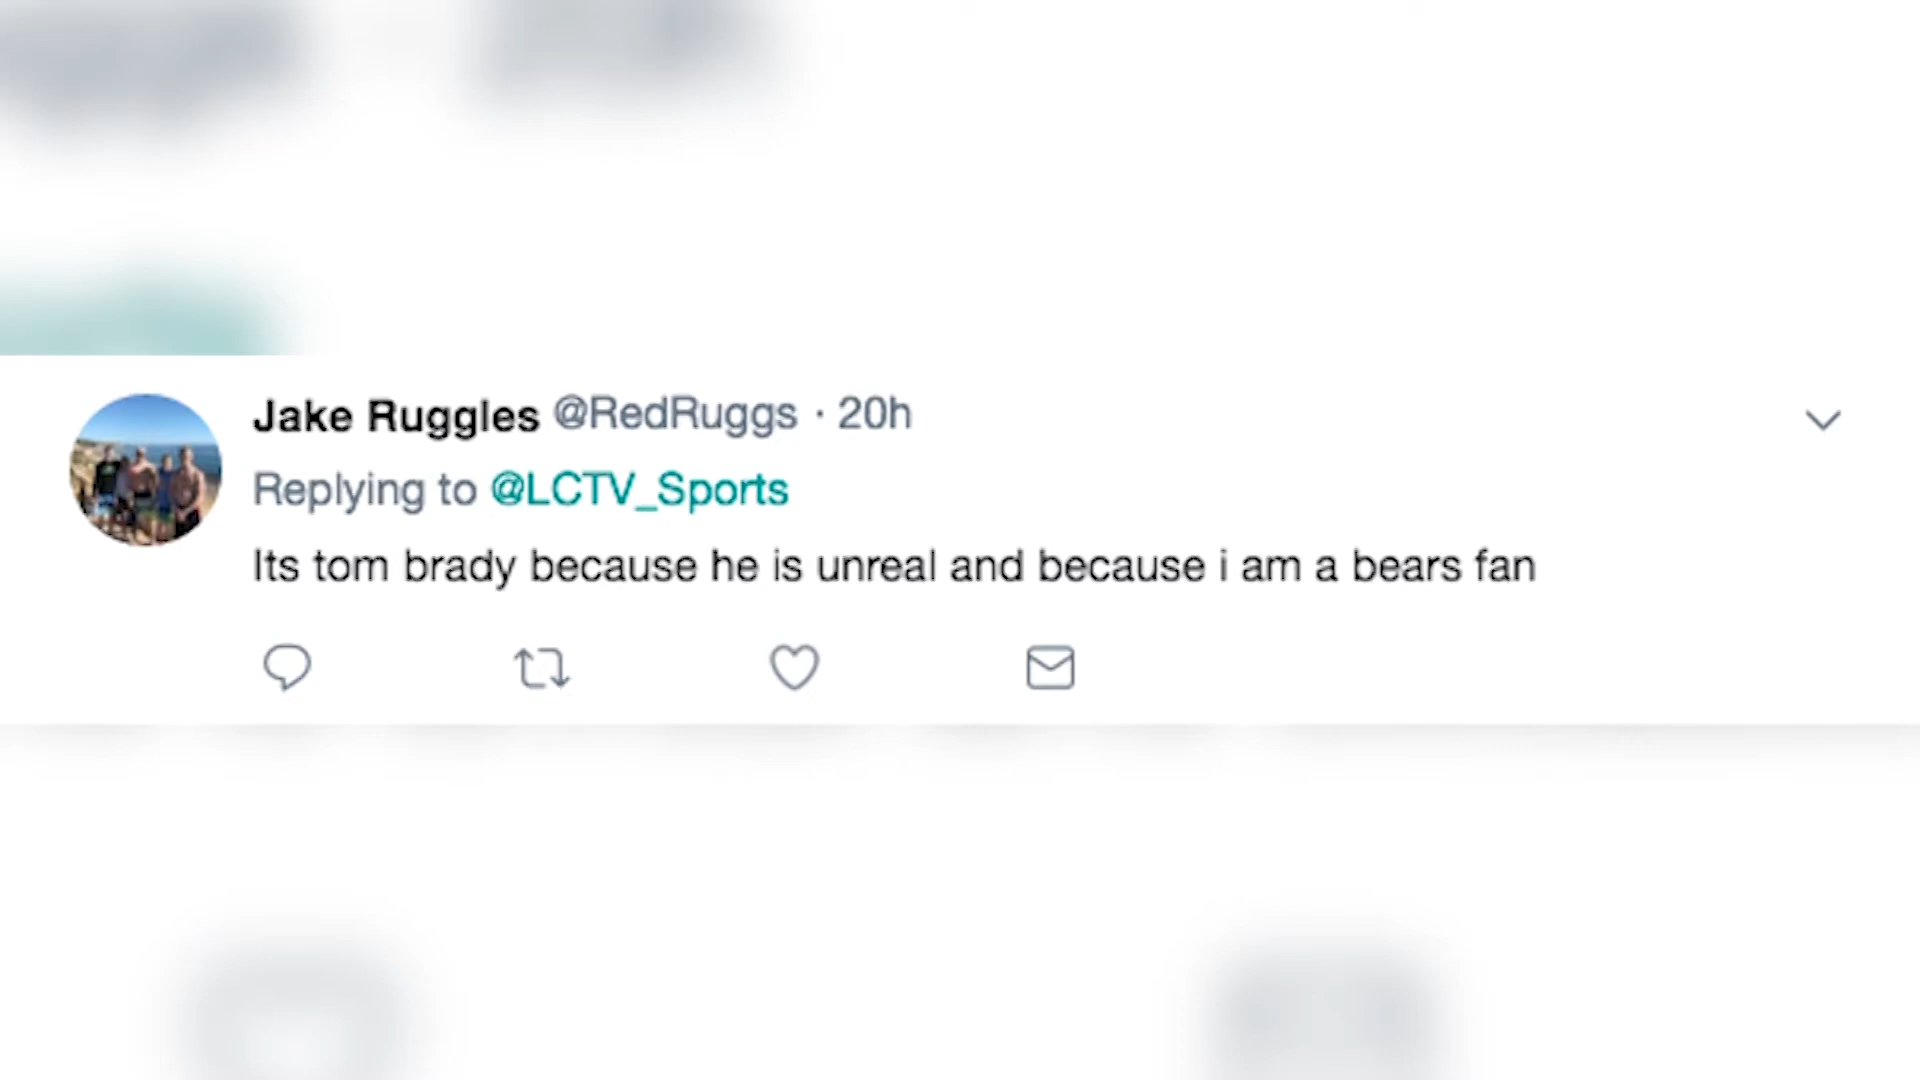 Jake Ruggles @RedRuggs · 20h
Replying to @LCTV_Sports
Its tom brady because he is unreal and because i am a bears fan